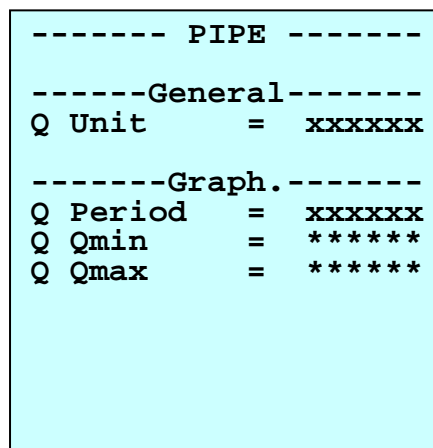 ------- PIPE -------
------General-------
Q Unit    =  xxxxxx
-------Graph.-------
Q Period  =  xxxxxx
Q Qmin    =  ******
Q Qmax    =  ******